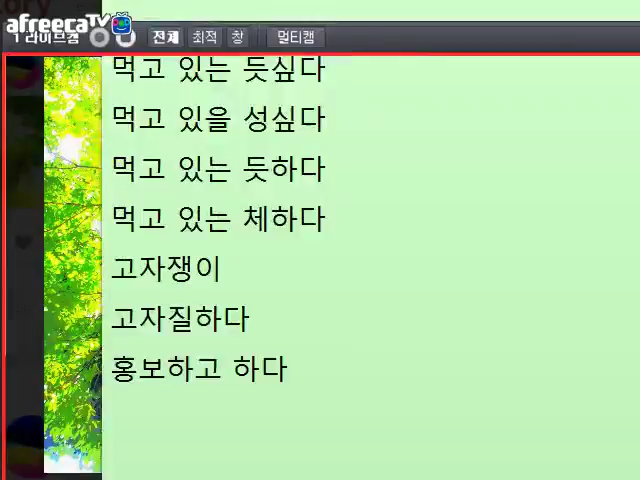 afreecaTV
1 라이브캠 전체 최적 창 멀티캠
먹고 있는 듯싶다
먹고 있을 성싶다
먹고 있는 듯하다
먹고 있는 체하다
고자쟁이
고자질하다
홍보하고 하다